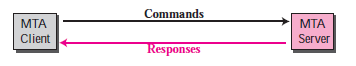 Commands
MTA
Client
MTA
Server
Responses